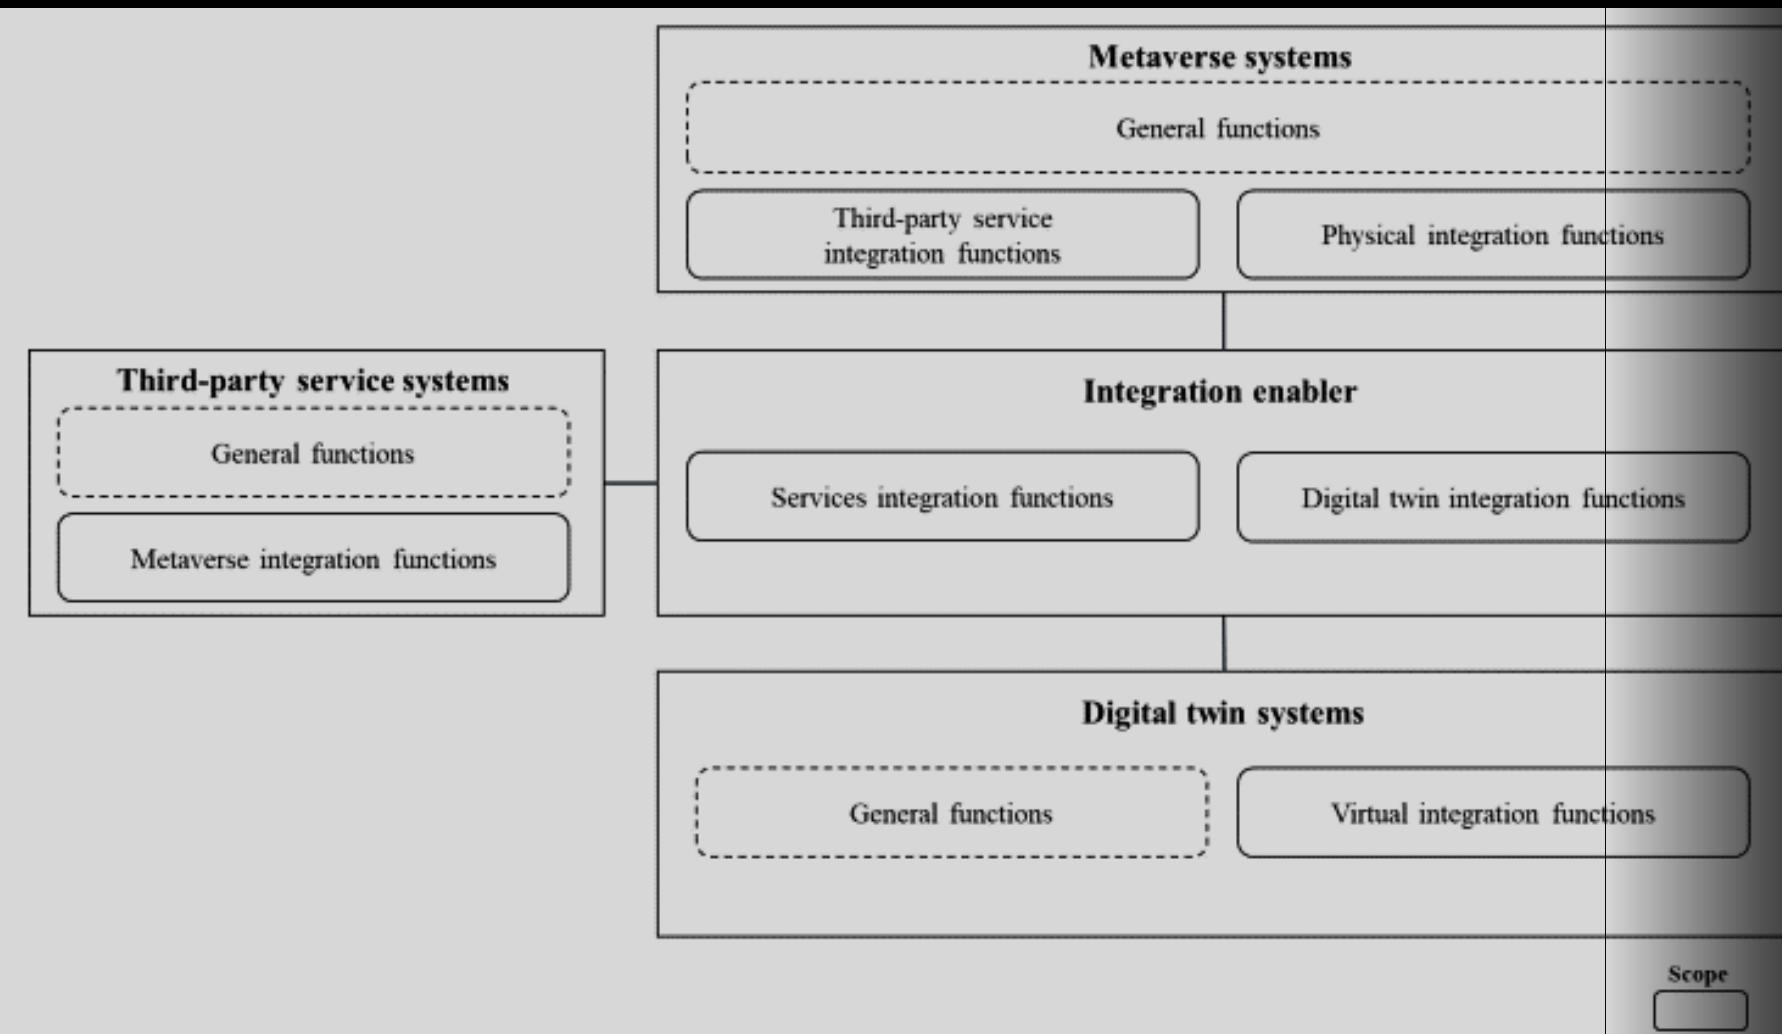 Metaverse systems
General functions
Third-party service
integration functions
Physical integration functions
Third-party service systems
General functions
Metaverse integration functions
Integration enabler
Services integration functions
Digital twin integration functions
Digital twin systems
General functions
Virtual integration functions
Scope